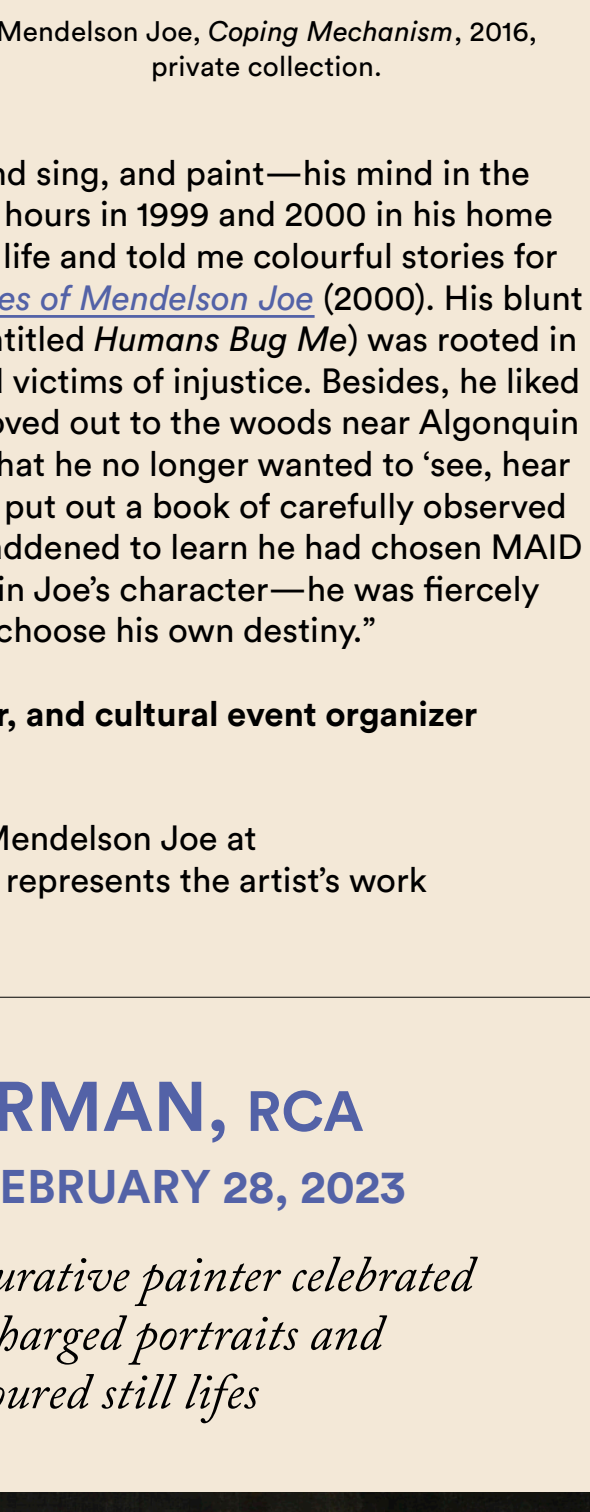 Mendelson Joe, Coping Mechanism, 2016,
private collection.
nd sing, and paint—his mind in the
hours in 1999 and 2000 in his home
life and told me colourful stories for
es of Mendelson Joe (2000). His blunt
ntitled Humans Bug Me) was rooted in
victims of injustice. Besides, he liked
oved out to the woods near Algonquin
hat he no longer wanted to ‘see, hear
put out a book of carefully observed
addened to learn he had chosen MAID
in Joe’s character—he was fiercely
choose his own destiny.”
r, and cultural event organizer
Mendelson Joe at
represents the artist’s work
RMAN, RCA
EBRUARY 28, 2023
urative painter celebrated
harged portraits and
oured still lifes